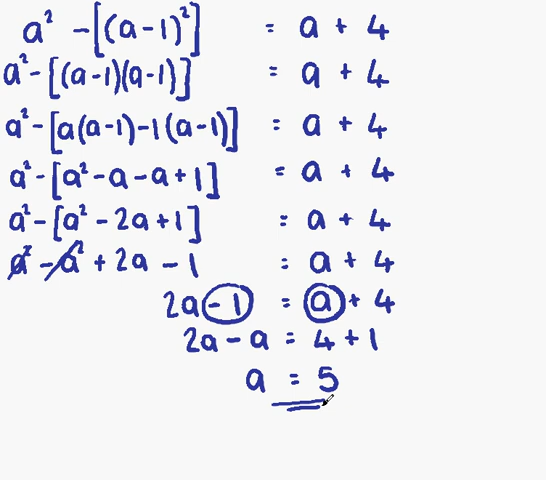 a² - [(a - 1)²] = a + 4
a² - [(a - 1)(a - 1)] = a + 4
a² - [a(a - 1) - 1(a - 1)] = a + 4
a² - [a² - a - a + 1] = a + 4
a² - [a² - 2a + 1] = a + 4
a² - a² + 2a - 1 = a + 4
2a - 1 = a + 4
2a - a = 4 + 1
a = 5